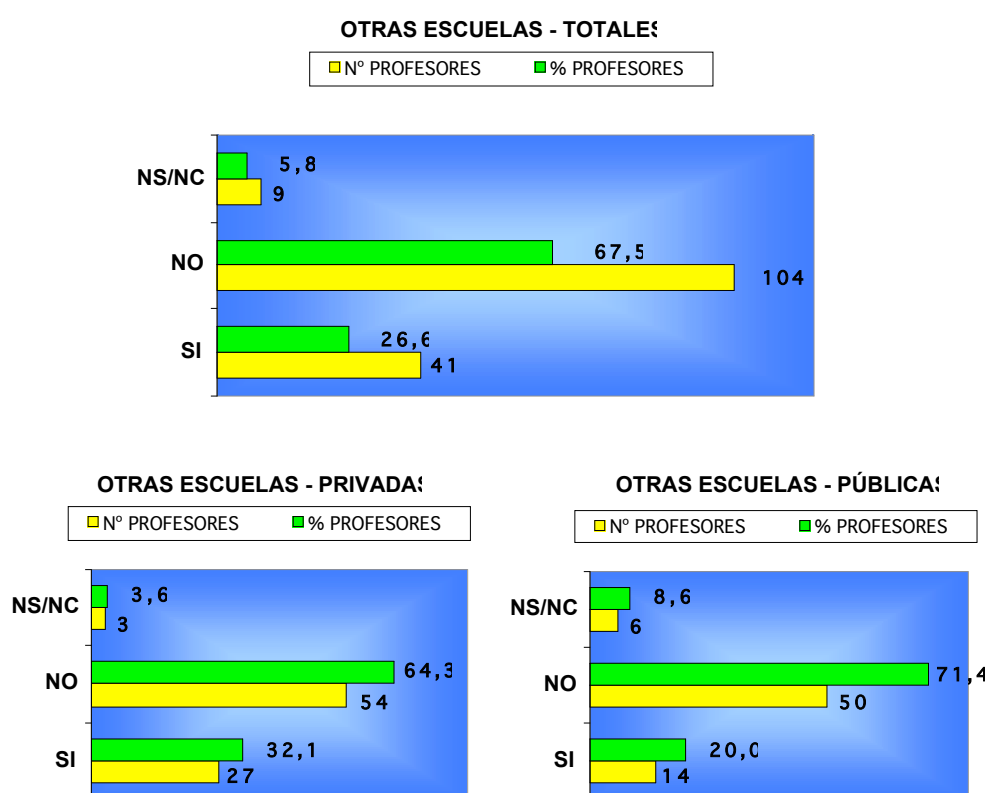 OTRAS ESCUELAS - TOTALES
Nº PROFESORES % PROFESORES
NS/NC 5,8
9
NO 67,5
104
SI 26,6
41
OTRAS ESCUELAS - PRIVADAS
Nº PROFESORES % PROFESORES
NS/NC 3,6
3
NO 64,3
54
SI 32,1
27
OTRAS ESCUELAS - PÚBLICAS
Nº PROFESORES % PROFESORES
NS/NC 8,6
6
NO 71,4
50
SI 20,0
14